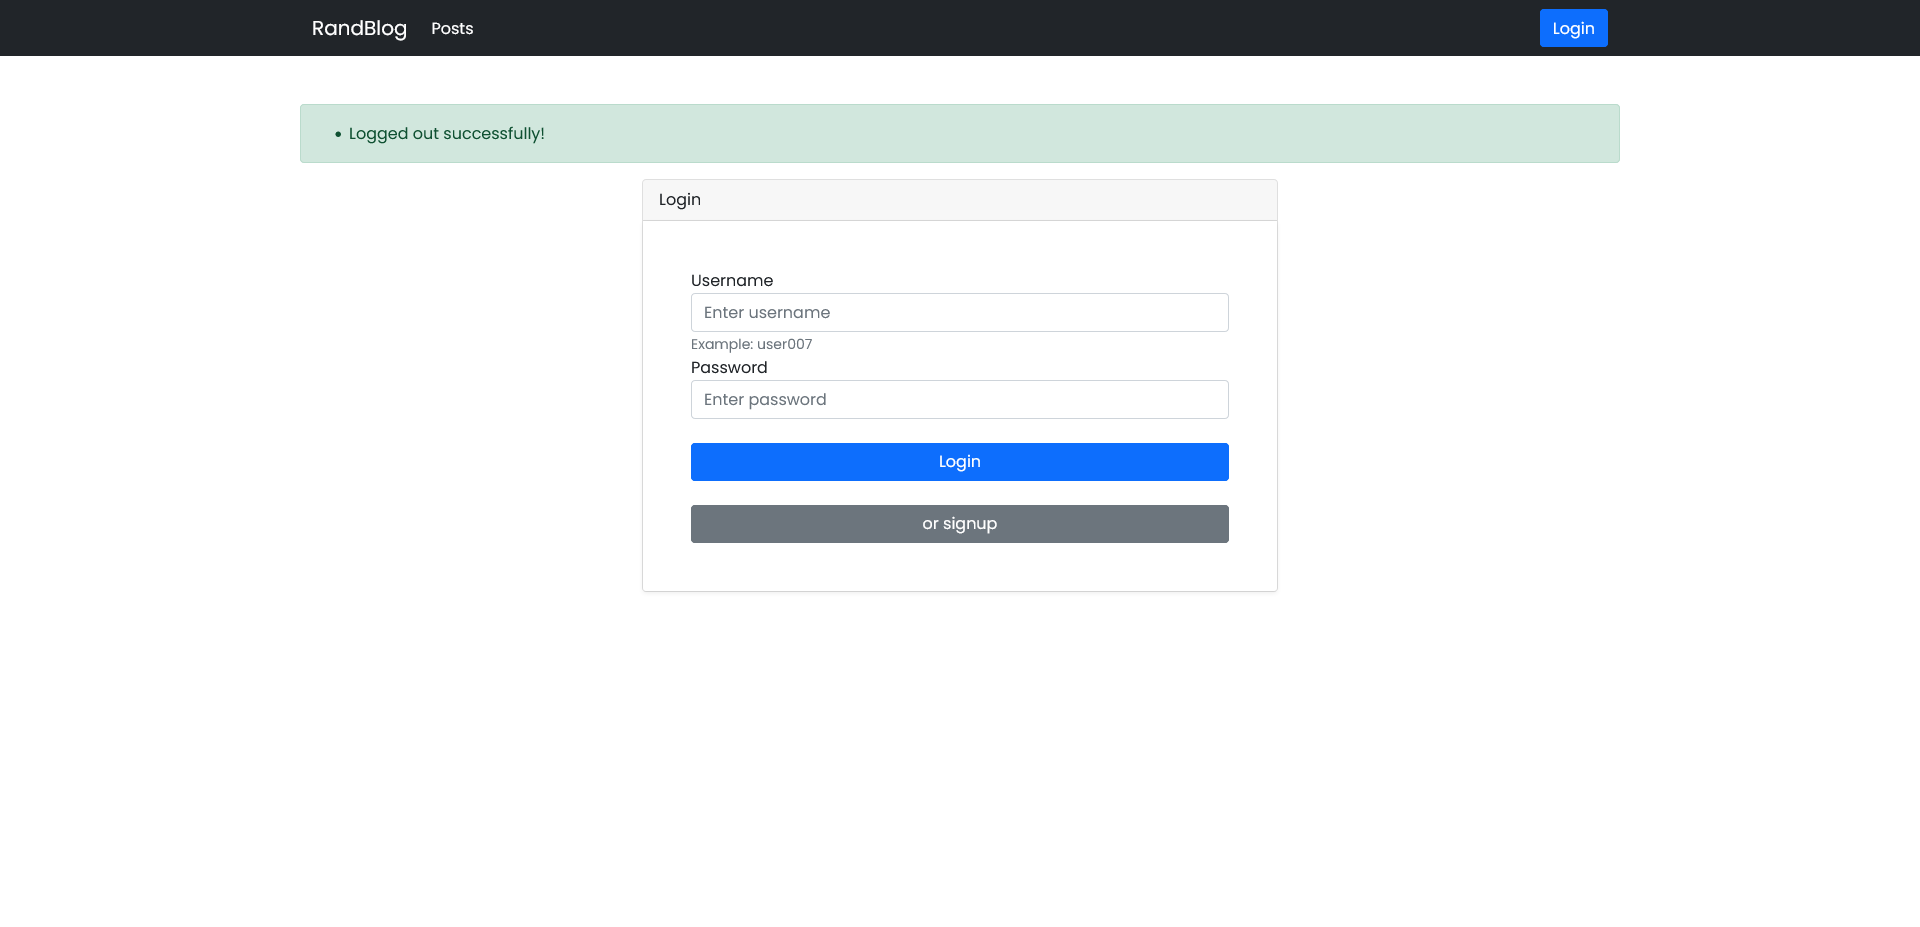 RandBlog Posts Login
• Logged out successfully!
Login
Username
Enter username
Example: user007
Password
Enter password
Login
or signup